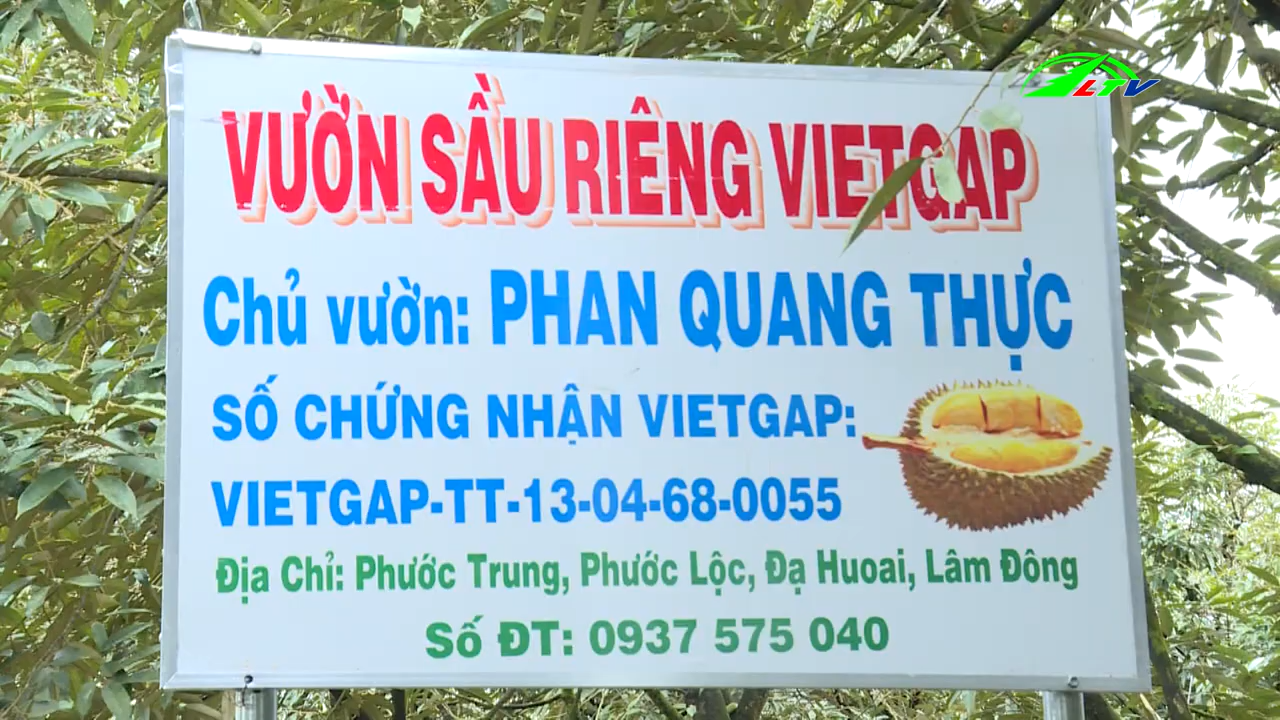 LTV
VƯỜN SẦU RIÊNG VIETGAP
Chủ vườn: PHAN QUANG THỰC
SỐ CHỨNG NHẬN VIETGAP:
VIETGAP-TT-13-04-68-0055
Địa Chỉ: Phước Trung, Phước Lộc, Đạ Huoai, Lâm Đông
Số ĐT: 0937 575 040